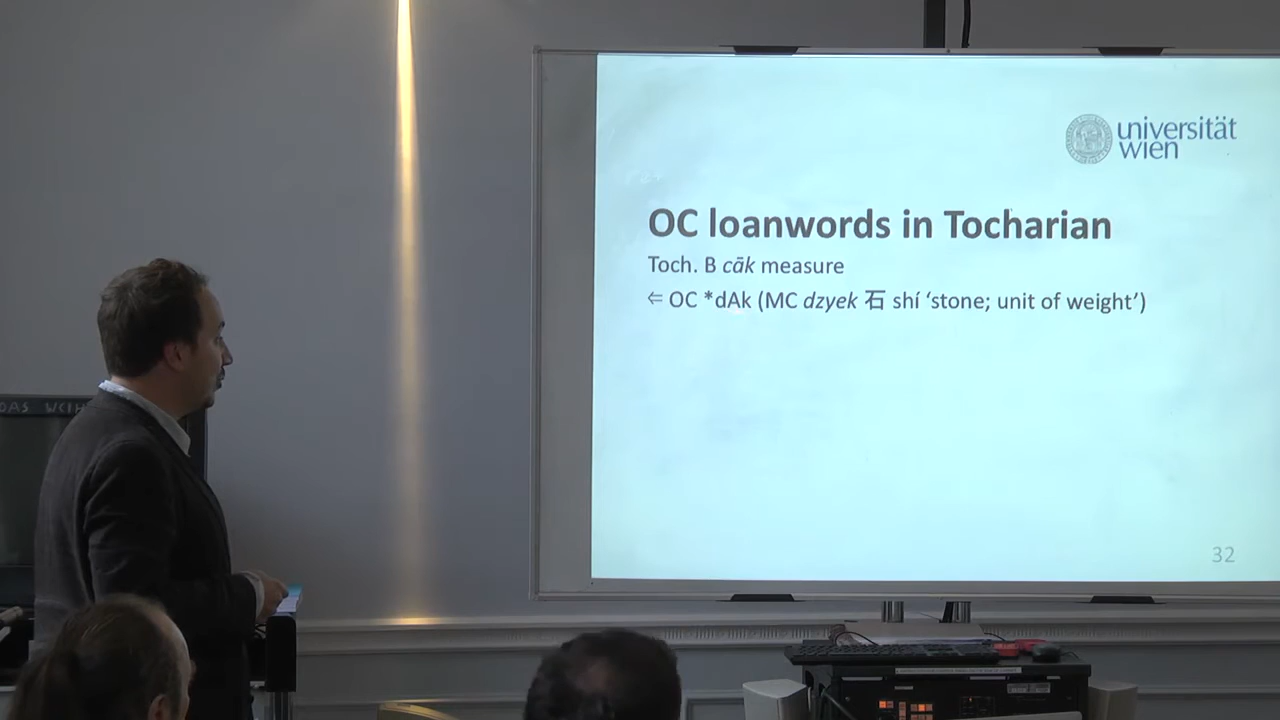 universität
wien
OC loanwords in Tocharian
Toch. B cāk measure
⇐ OC *dAk (MC dzyek 石 shí ‘stone; unit of weight’)
DAS
32